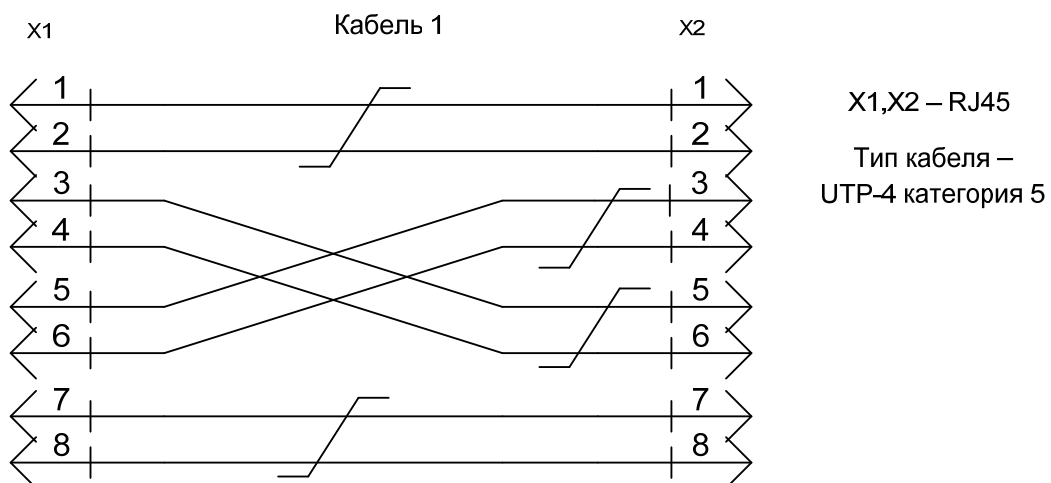 X1 Кабель 1 X2
1 1
2 2
3 3
4 4
5 5
6 6
7 7
8 8
X1,X2 – RJ45
Тип кабеля –
UTP-4 категория 5